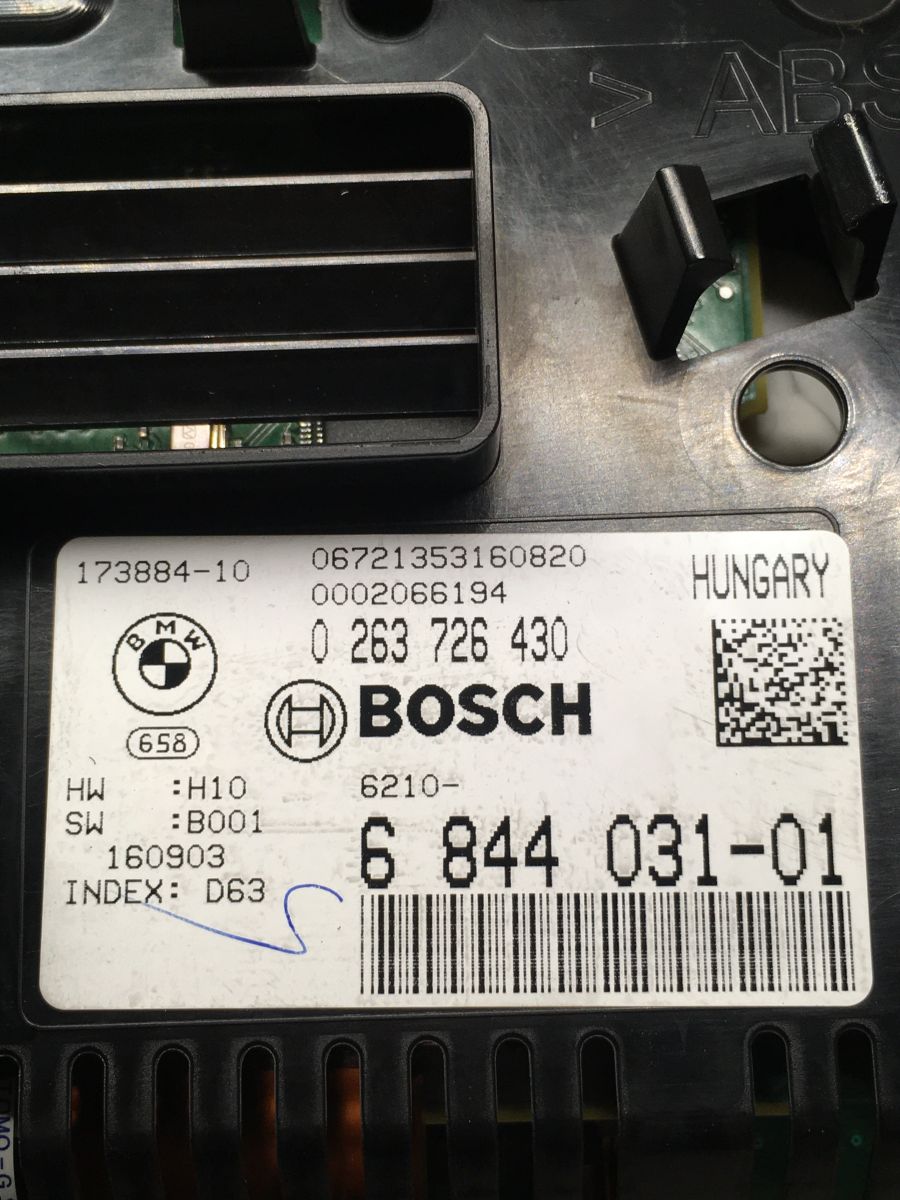 > ABS
173884-10
06721353160820
0002066194
HUNGARY
0 263 726 430
BMW
658
BOSCH
HW :H10
6210-
SW :B001
160903
6 844 031-01
INDEX: D63